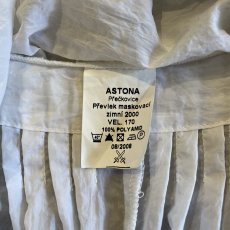 ASTONA
Přečkovice
Převlek maskovací
zimní 2000
VEL. 170
100% POLYAMID
08/2008